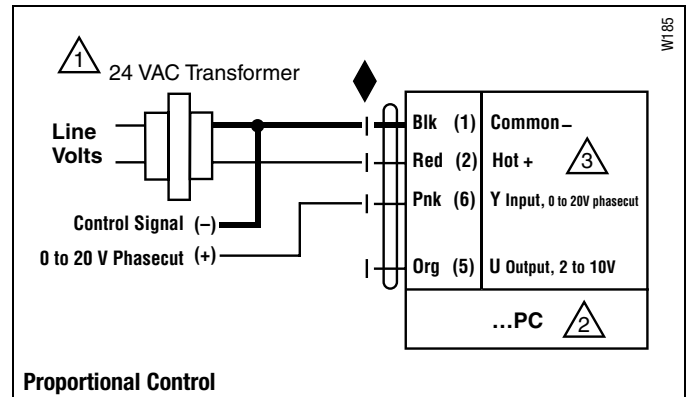 W185
1
24 VAC Transformer
Line
Volts
Blk (1) Common –
Red (2) Hot + 3
Pnk (6) Y Input, 0 to 20V phasecut
Control Signal (–)
0 to 20 V Phasecut (+)
Org (5) U Output, 2 to 10V
...PC 2
Proportional Control